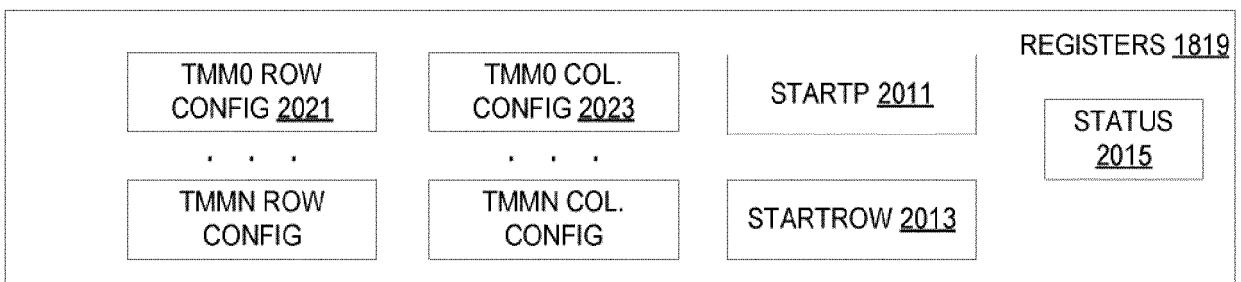 REGISTERS 1819
TMM0 ROW
CONFIG 2021
TMM0 COL.
CONFIG 2023
STARTP 2011
STATUS
2015
. . .
. . .
TMMN ROW
CONFIG
TMMN COL.
CONFIG
STARTROW 2013